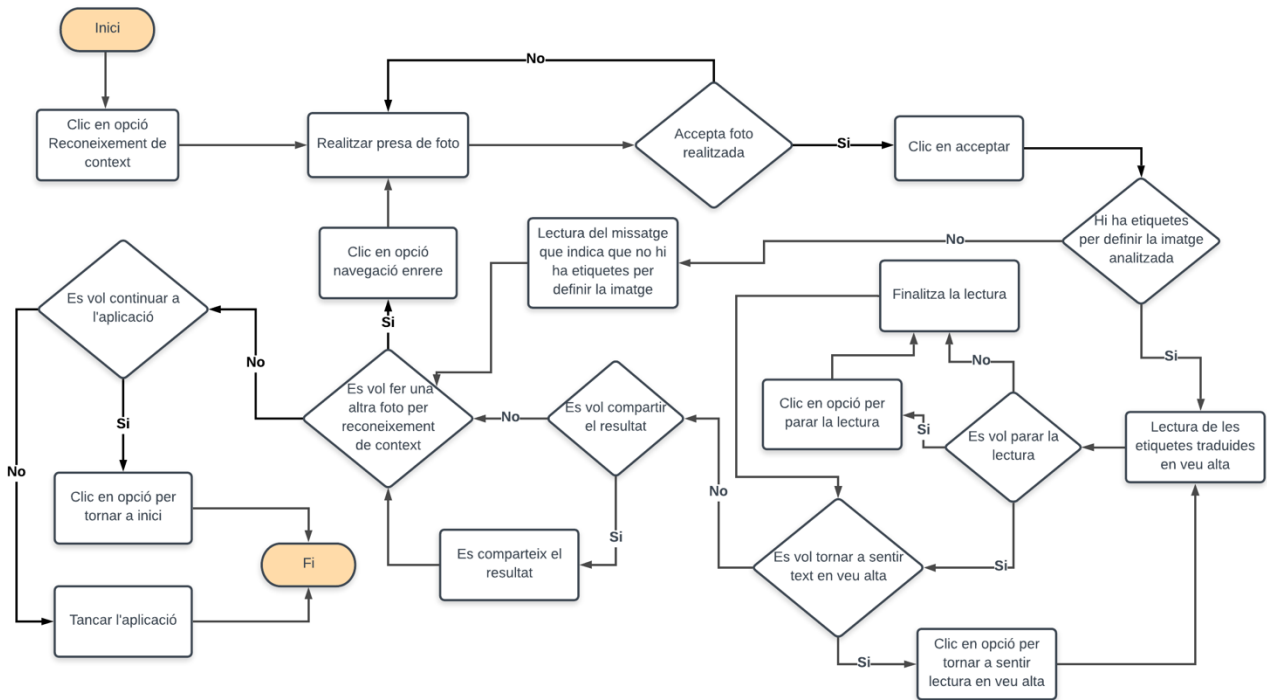 Inici
No
Clic en opció
Reconeixement de
context
Realitzar presa de foto
Accepta foto
realitzada
Si
Clic en acceptar
Hi ha etiquetes
per definir la imatge
analitzada
No
Lectura del missatge
que indica que no hi
ha etiquetes per
definir la imatge
Clic en opció
navegació enrere
Finalitza la lectura
Es vol continuar a
l'aplicació
Si
No
Si
No
Es vol fer una
altra foto per
reconeixement
de context
No
Es vol compartir
el resultat
Clic en opció per
parar la lectura
Si
Es vol parar la
lectura
Lectura de les
etiquetes traduides
en veu alta
Si
No
Clic en opció per
tornar a inici
No
Si
Es comparteix el
resultat
Es vol tornar a sentir
text en veu alta
Si
Fi
Tancar l'aplicació
Si
Clic en opció per
tornar a sentir
lectura en veu alta